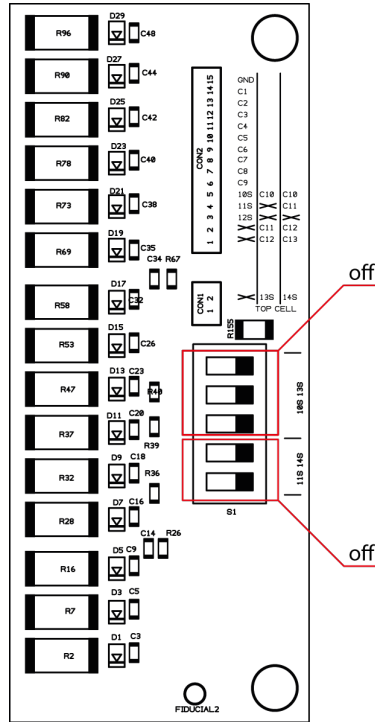 D29
R96
C48
D27
R90
C44
D25
R82
C42
D23
R78
C40
D21
R73
C38
D19
R69
C35
C34 R67
D17
R58
C32
D15
R53
C26
D13 C23
R47
R40
D11 C20
R37
R39
D9 C18
R32
R36
D7 C16
R28
C14 R26
D5 C9
R16
D3 C5
R7
D1 C3
R2
FIDUCIAL2
CON2
1 2 3 4 5 6 7 8 9 10 11 12 13 14 15
GND
C1
C2
C3
C4
C5
C6
C7
C8
C9
10S C10 C10
11S C11
12S
C11 C12
C12 C13
13S 14S
TOP CELL
CON1
1 2
R155
10S 13S
11S 14S
S1
off
off